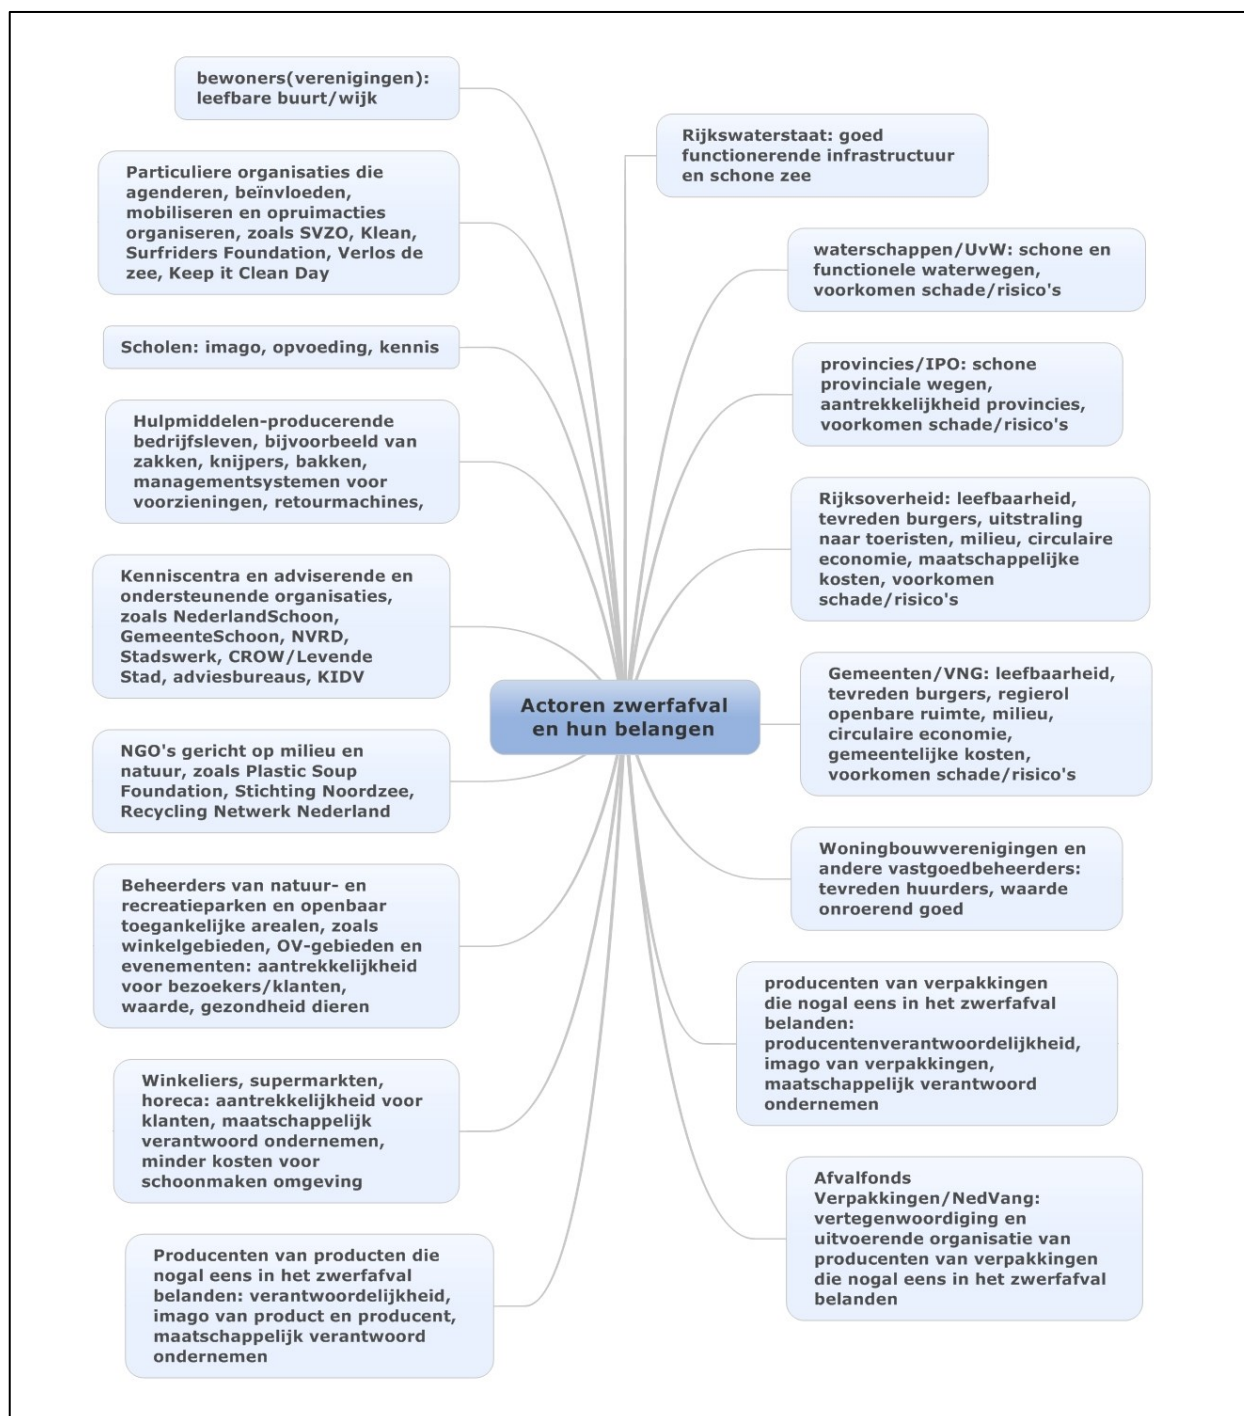 bewoners(verenigingen):
leefbare buurt/wijk
Particuliere organisaties die
agenderen, beïnvloeden,
mobiliseren en opruimacties
organiseren, zoals SVZO, Klean,
Surfriders Foundation, Verlos de
zee, Keep it Clean Day
Scholen: imago, opvoeding, kennis
Hulpmiddelen-producerende
bedrijfsleven, bijvoorbeeld van
zakken, knijpers, bakken,
managementsystemen voor
voorzieningen, retourmachines,
Kenniscentra en adviserende en
ondersteunende organisaties,
zoals NederlandSchoon,
GemeenteSchoon, NVRD,
Stadswerk, CROW/Levende
Stad, adviesbureaus, KIDV
NGO's gericht op milieu en
natuur, zoals Plastic Soup
Foundation, Stichting Noordzee,
Recycling Netwerk Nederland
Beheerders van natuur- en
recreatieparken en openbaar
toegankelijke arealen, zoals
winkelgebieden, OV-gebieden en
evenementen: aantrekkelijkheid
voor bezoekers/klanten,
waarde, gezondheid dieren
Winkeliers, supermarkten,
horeca: aantrekkelijkheid voor
klanten, maatschappelijk
verantwoord ondernemen,
minder kosten voor
schoonmaken omgeving
Producenten van producten die
nogal eens in het zwerfafval
belanden: verantwoordelijkheid,
imago van product en producent,
maatschappelijk verantwoord
ondernemen
Actoren zwerfafval
en hun belangen
Rijkswaterstaat: goed
functionerende infrastructuur
en schone zee
waterschappen/UvW: schone en
functionele waterwegen,
voorkomen schade/risico's
provincies/IPO: schone
provinciale wegen,
aantrekkelijkheid provincies,
voorkomen schade/risico's
Rijksoverheid: leefbaarheid,
tevreden burgers, uitstraling
naar toeristen, milieu, circulaire
economie, maatschappelijke
kosten, voorkomen
schade/risico's
Gemeenten/VNG: leefbaarheid,
tevreden burgers, regierol
openbare ruimte, milieu,
circulaire economie,
gemeentelijke kosten,
voorkomen schade/risico's
Woningbouwverenigingen en
andere vastgoedbeheerders:
tevreden huurders, waarde
onroerend goed
producenten van verpakkingen
die nogal eens in het zwerfafval
belanden:
producentenverantwoordelijkheid,
imago van verpakkingen,
maatschappelijk verantwoord
ondernemen
Afvalfonds
Verpakkingen/NedVang:
vertegenwoordiging en
uitvoerende organisatie van
producenten van verpakkingen
die nogal eens in het zwerfafval
belanden